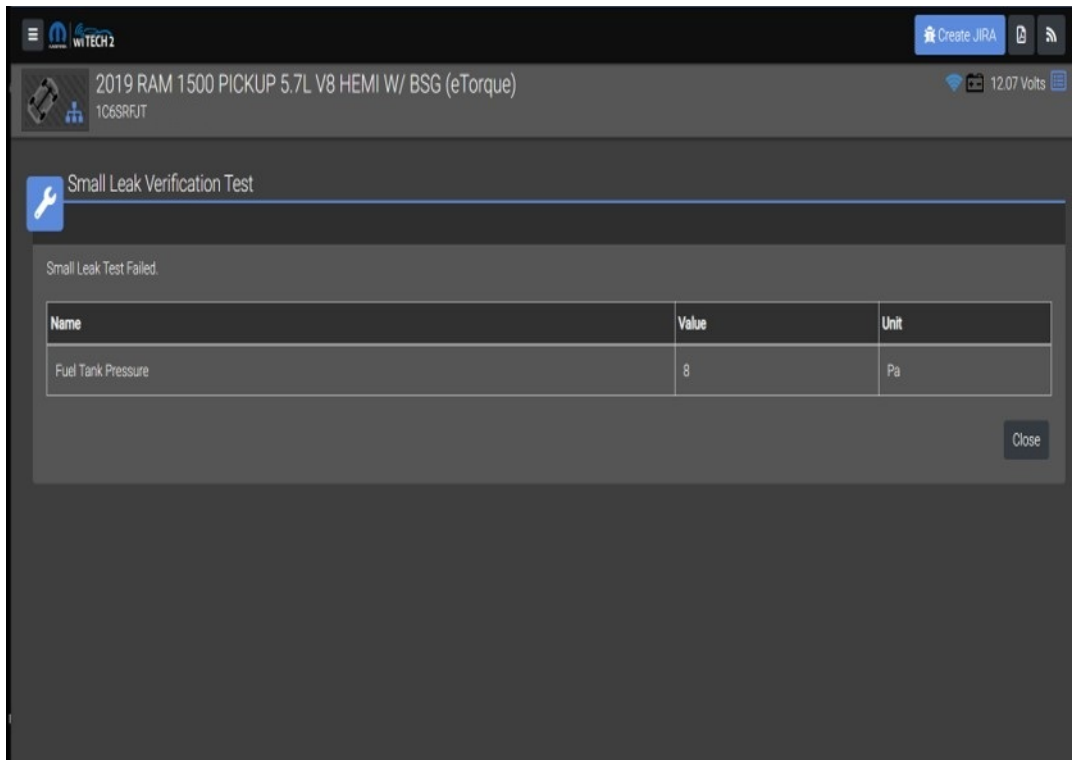 wiTECH2
Create JIRA
2019 RAM 1500 PICKUP 5.7L V8 HEMI W/ BSG (eTorque)
1C6SRFJT
12.07 Volts
Small Leak Verification Test
Small Leak Test Failed.
Name Value Unit
Fuel Tank Pressure 8 Pa
Close